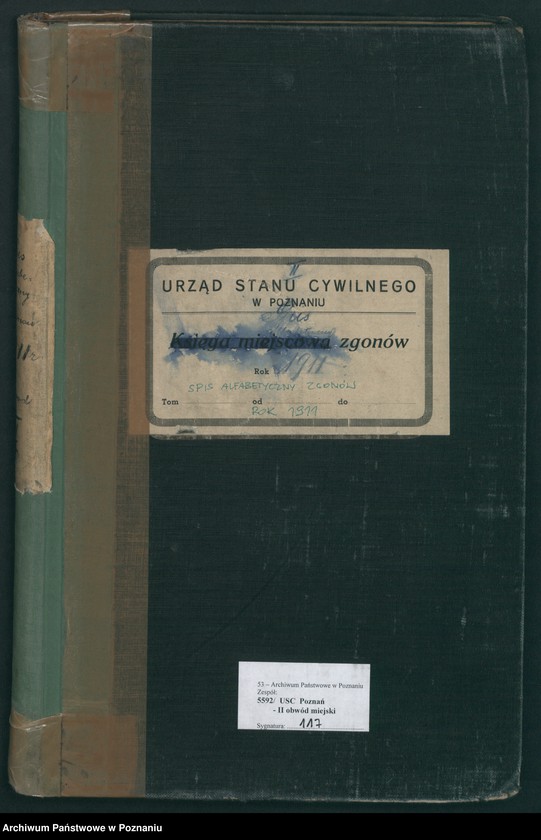 II
URZĄD STANU CYWILNEGO
W POZNANIU
Spis
Księga miejscowa zgonów
Rok 1911
SPIS ALFABETYCZNY ZGONÓW
Tom od do
ROK 1911
53 – Archiwum Państwowe w Poznaniu
Zespół:
5592/ USC Poznań
- II obwód miejski
Sygnatura 117
Archiwum Państwowe w Poznaniu